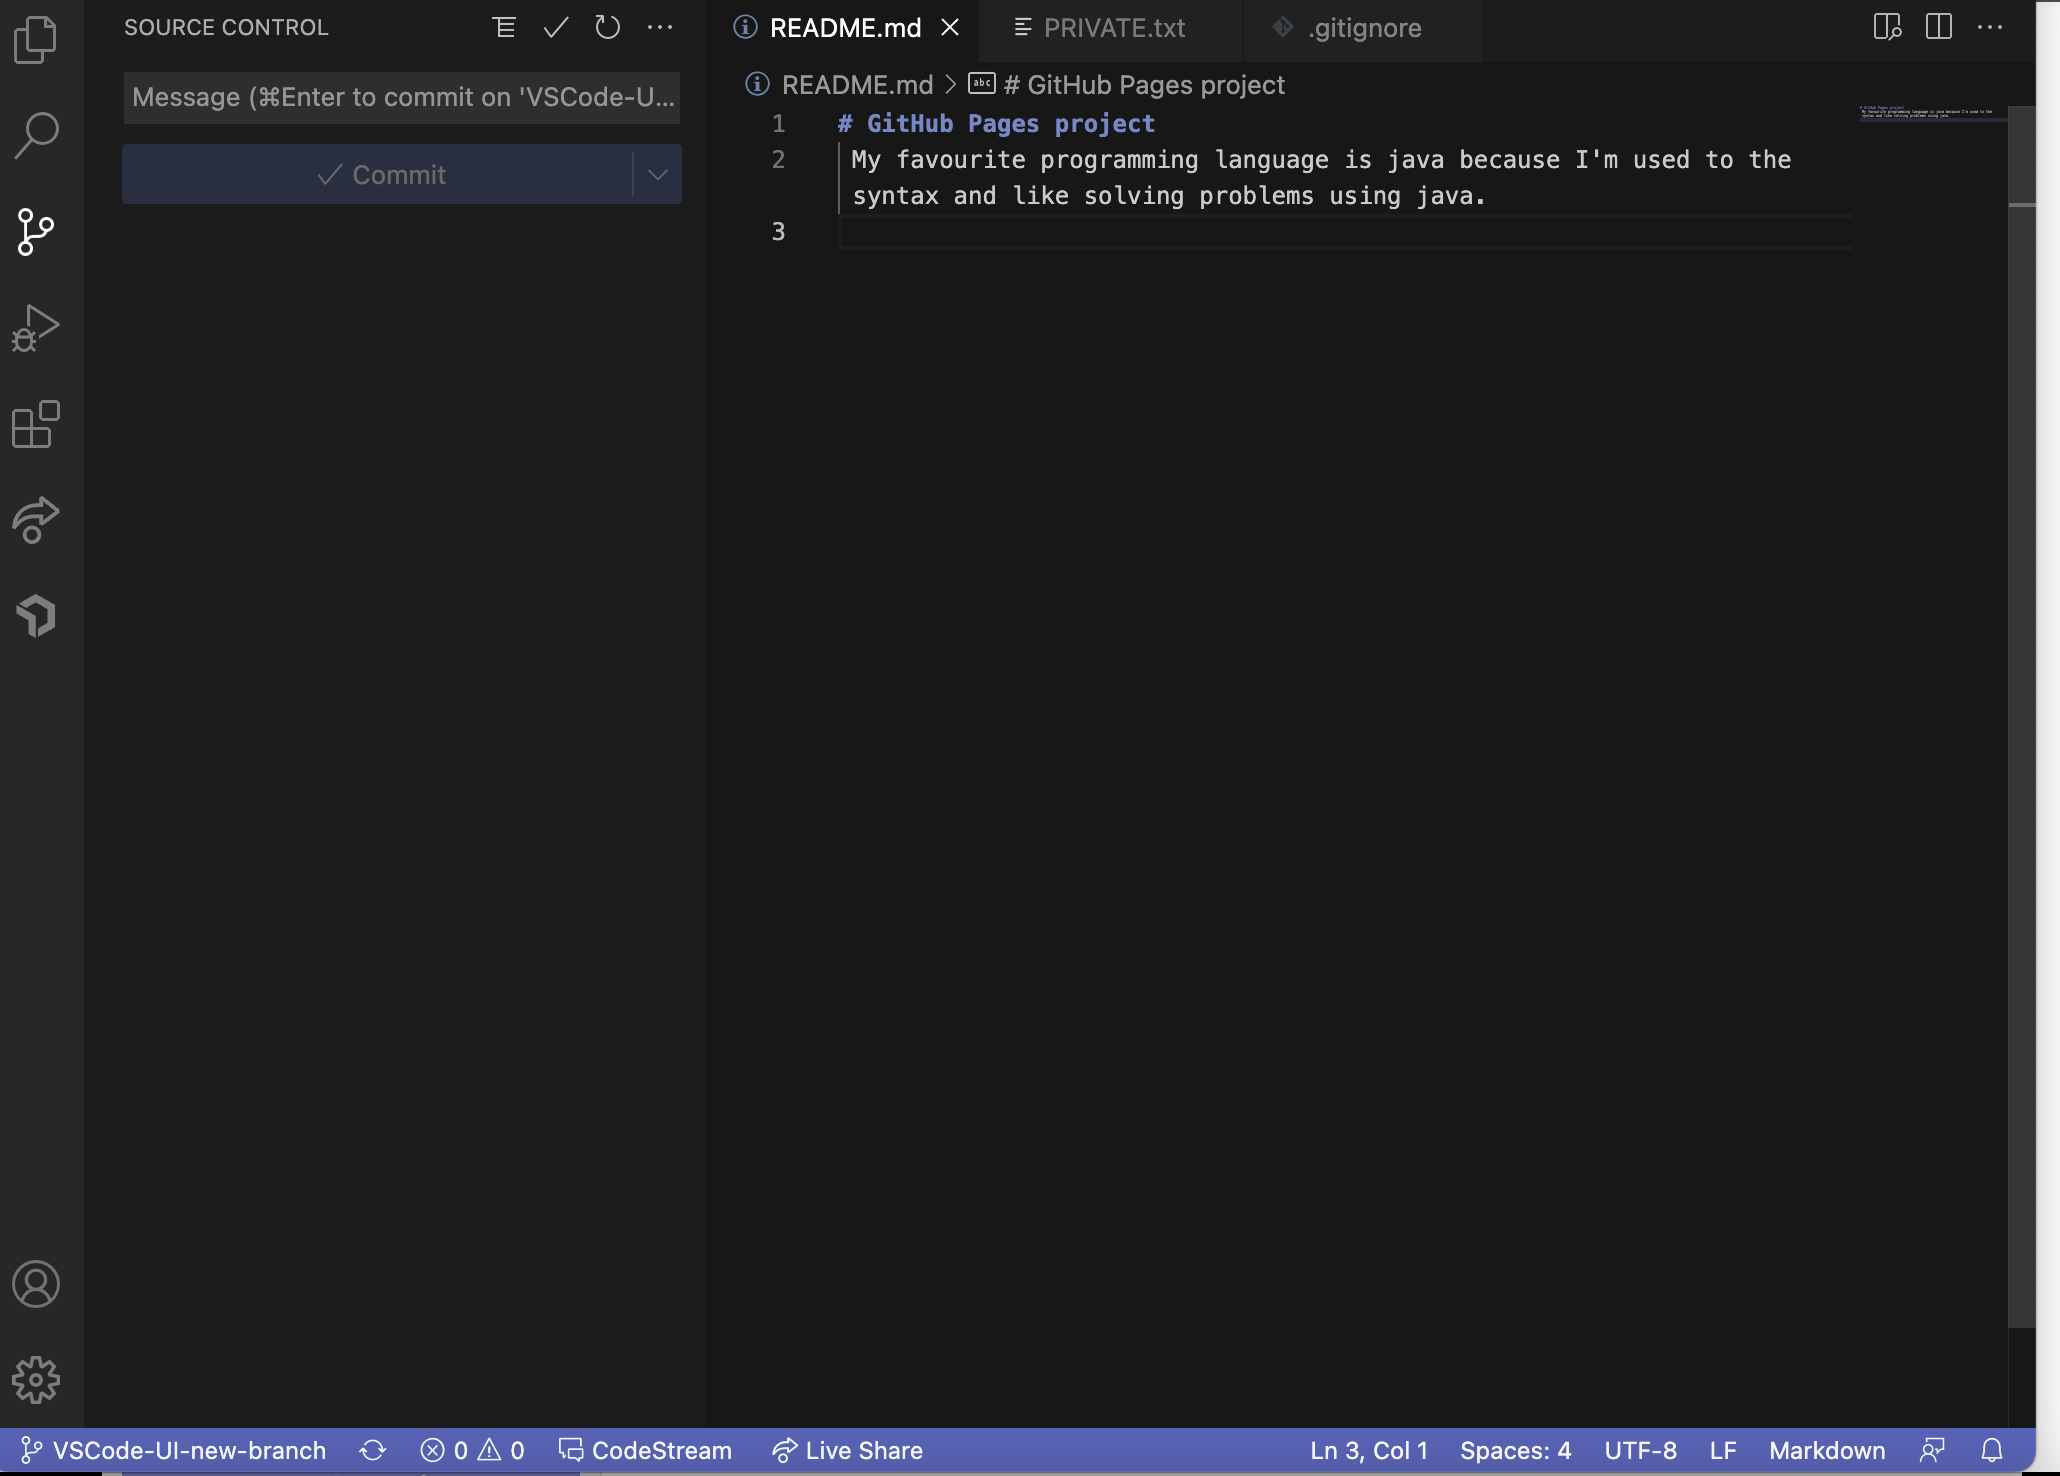 SOURCE CONTROL
Message (⌘Enter to commit on 'VSCode-U...
Commit
README.md
PRIVATE.txt
.gitignore
README.md > abc # GitHub Pages project
1 # GitHub Pages project
2 My favourite programming language is java because I'm used to the
syntax and like solving problems using java.
3
VSCode-UI-new-branch 0 0 CodeStream Live Share Ln 3, Col 1 Spaces: 4 UTF-8 LF Markdown